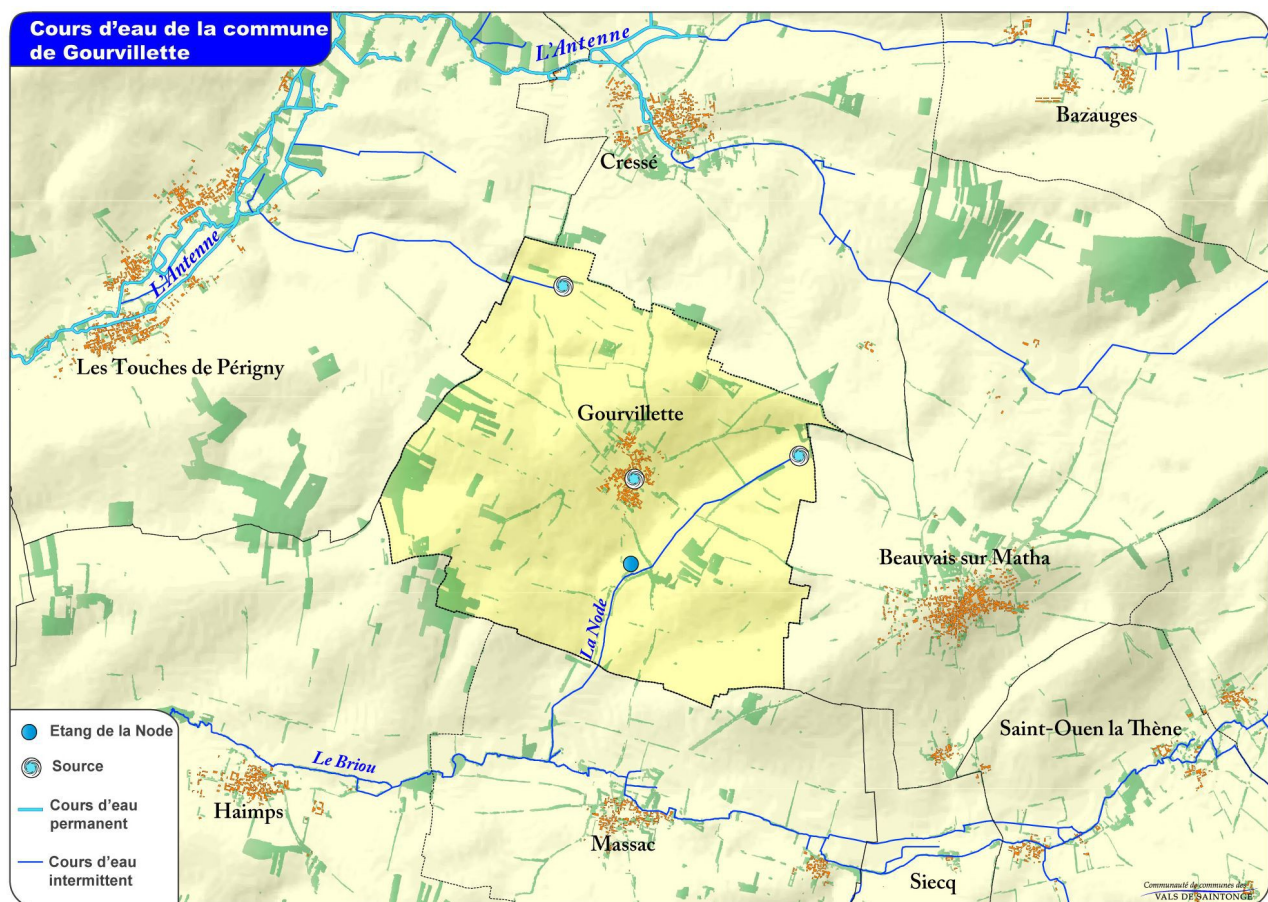 Cours d'eau de la commune
de Gourvillette
L'Antenne
Bazauges
Cressé
L'Antenne
Les Touches de Périgny
Gourvillette
Beauvais sur Matha
La Node
Saint-Ouen la Thène
Le Briou
Haimps
Massac
Siecq
Etang de la Node
Source
Cours d'eau
permanent
Cours d'eau
intermittent
Communauté de communes des
VALS DE SAINTONGE